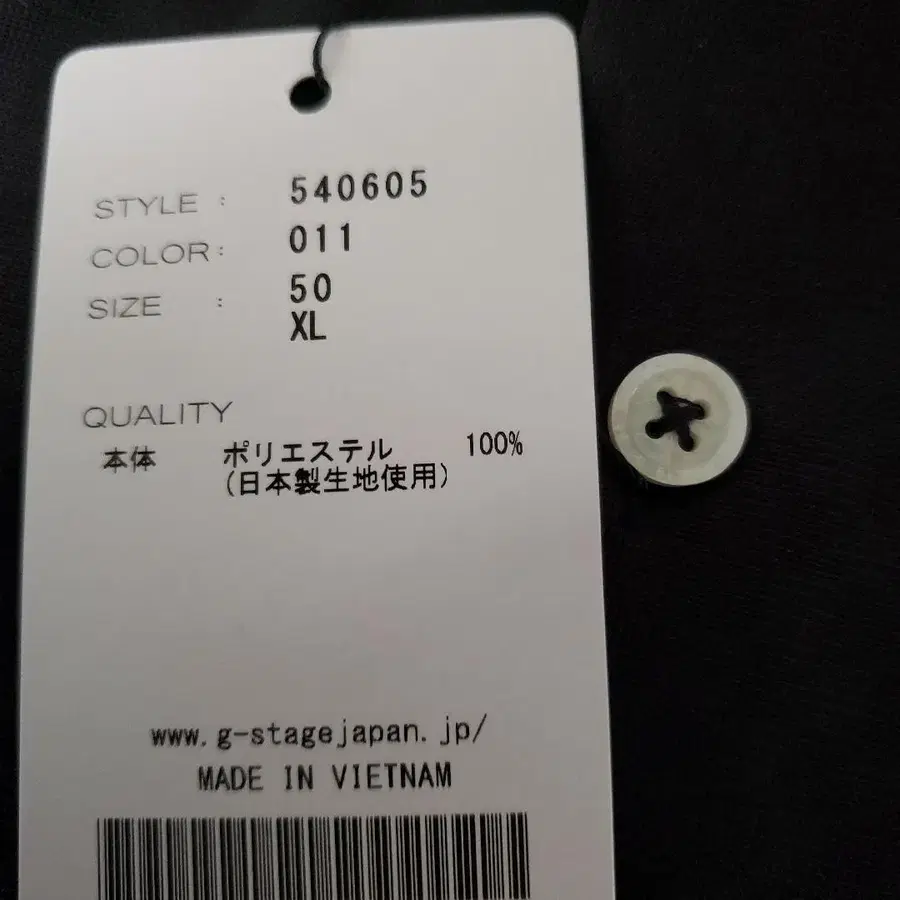 STYLE : 540605
COLOR: 011
SIZE : 50
XL
QUALITY
本体 ポリエステル 100%
(日本製生地使用)
www.g-stagejapan.jp/
MADE IN VIETNAM